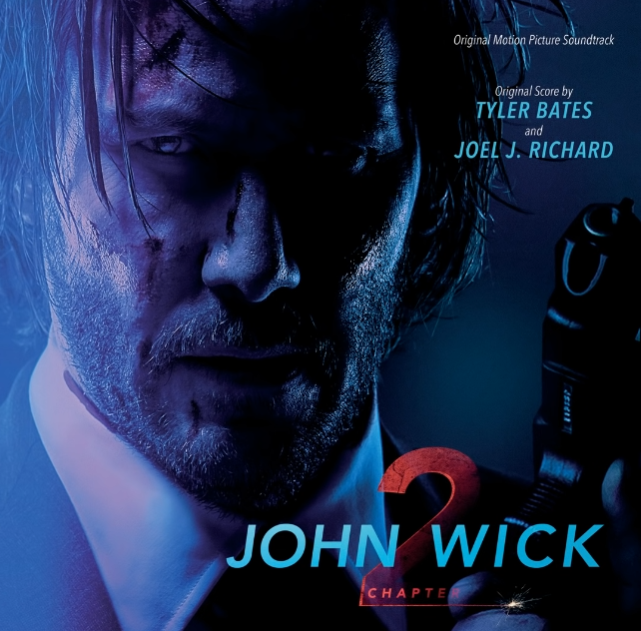 Original Motion Picture Soundtrack
Original Score by
TYLER BATES
and
JOEL J. RICHARD
2
JOHN WICK
CHAPTER